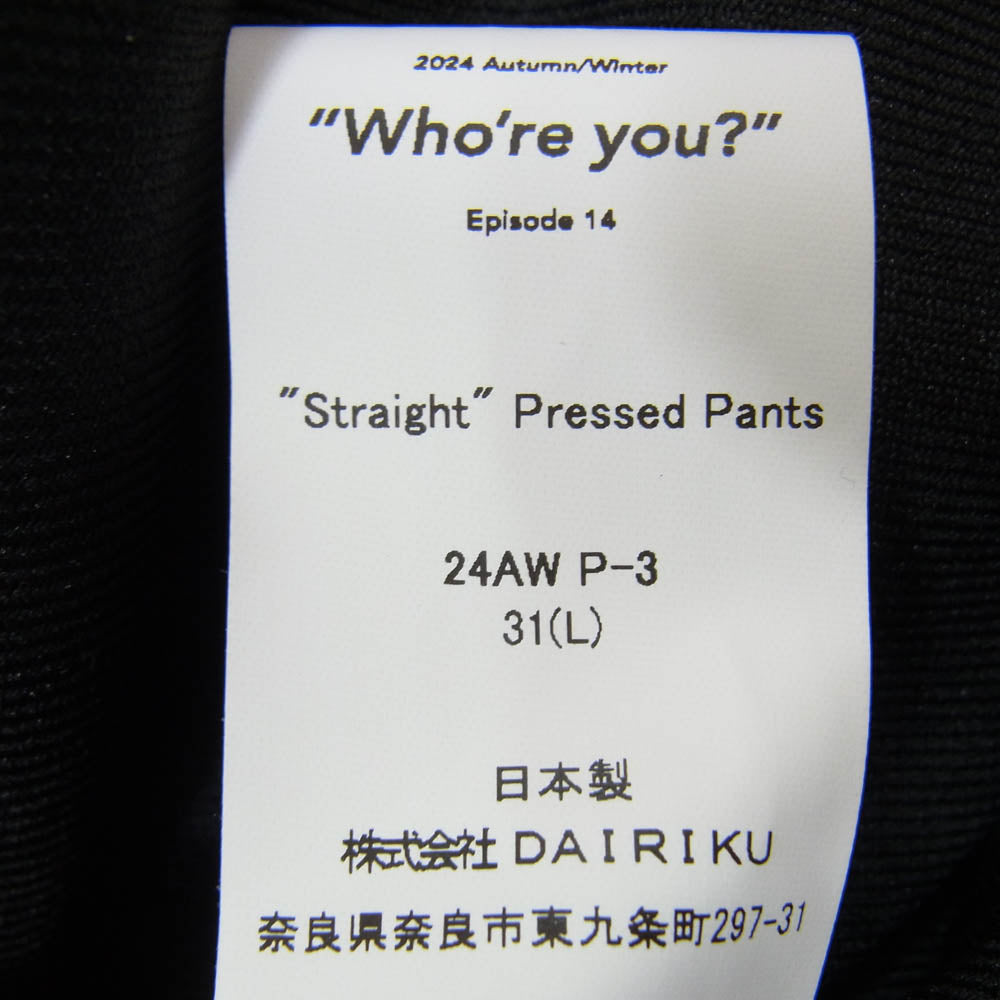 2024 Autumn/Winter
"Who're you?"
Episode 14
"Straight" Pressed Pants
24AW P-3
31(L)
日本製
株式会社 DAIRIKU
奈良県奈良市東九条町297-31